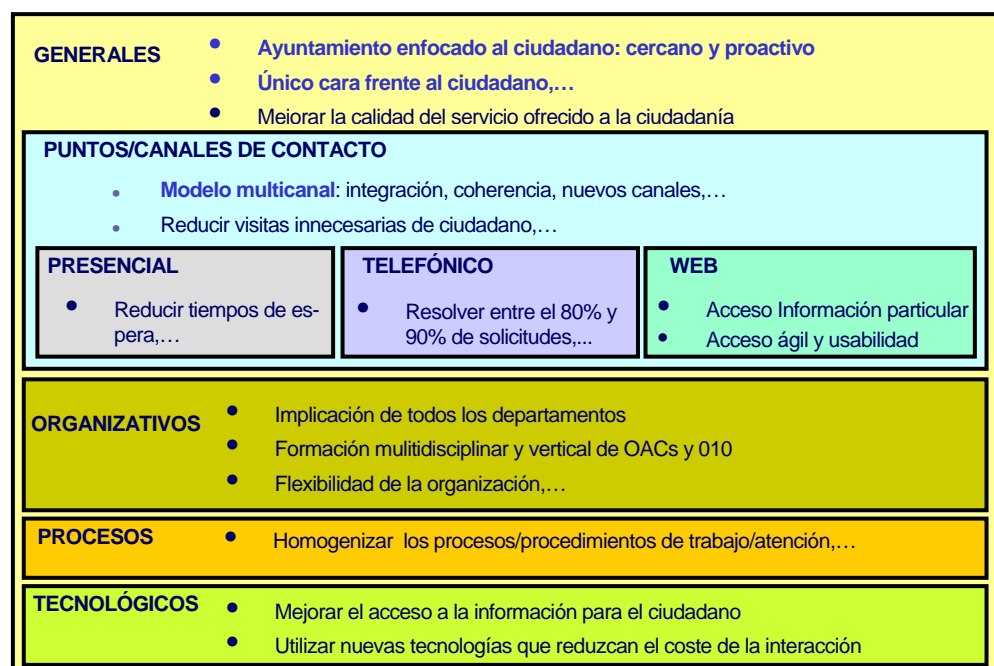 GENERALES
• Ayuntamiento enfocado al ciudadano: cercano y proactivo
• Único cara frente al ciudadano,…
• Meiorar la calidad del servicio ofrecido a la ciudadanía
PUNTOS/CANALES DE CONTACTO
• Modelo multicanal: integración, coherencia, nuevos canales,…
• Reducir visitas innecesarias de ciudadano,…
PRESENCIAL
• Reducir tiempos de es-
pera,…
TELEFÓNICO
• Resolver entre el 80% y
90% de solicitudes,...
WEB
• Acceso Información particular
• Acceso ágil y usabilidad
ORGANIZATIVOS
• Implicación de todos los departamentos
• Formación mulitidisciplinar y vertical de OACs y 010
• Flexibilidad de la organización,…
PROCESOS
• Homogenizar los procesos/procedimientos de trabajo/atención,…
TECNOLÓGICOS
• Mejorar el acceso a la información para el ciudadano
• Utilizar nuevas tecnologías que reduzcan el coste de la interacción